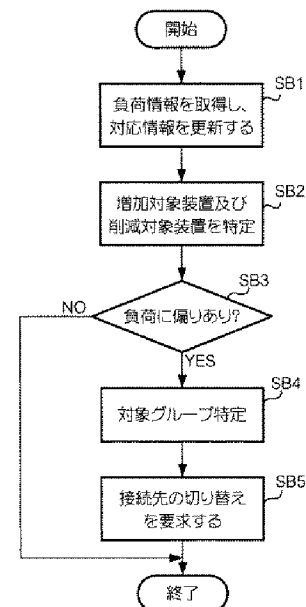 開始
SB1
負荷情報を取得し、
対応情報を更新する
SB2
増加対象装置及び
削減対象装置を特定
SB3
負荷に偏りあり?
NO
YES
SB4
対象グループ特定
SB5
接続先の切り替え
を要求する
終了